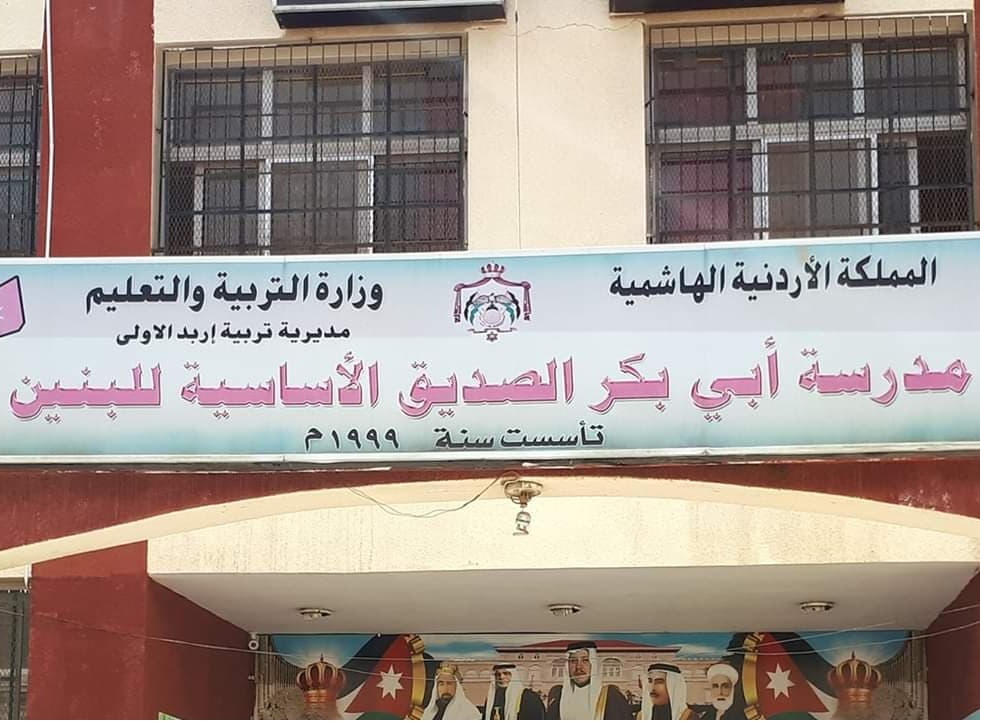 المملكة الأردنية الهاشمية
وزارة التربية والتعليم
مديرية تربية إربد الاولى
مدرسة أبي بكر الصديق الأساسية للبنين
تأسست سنة ١٩٩٩م